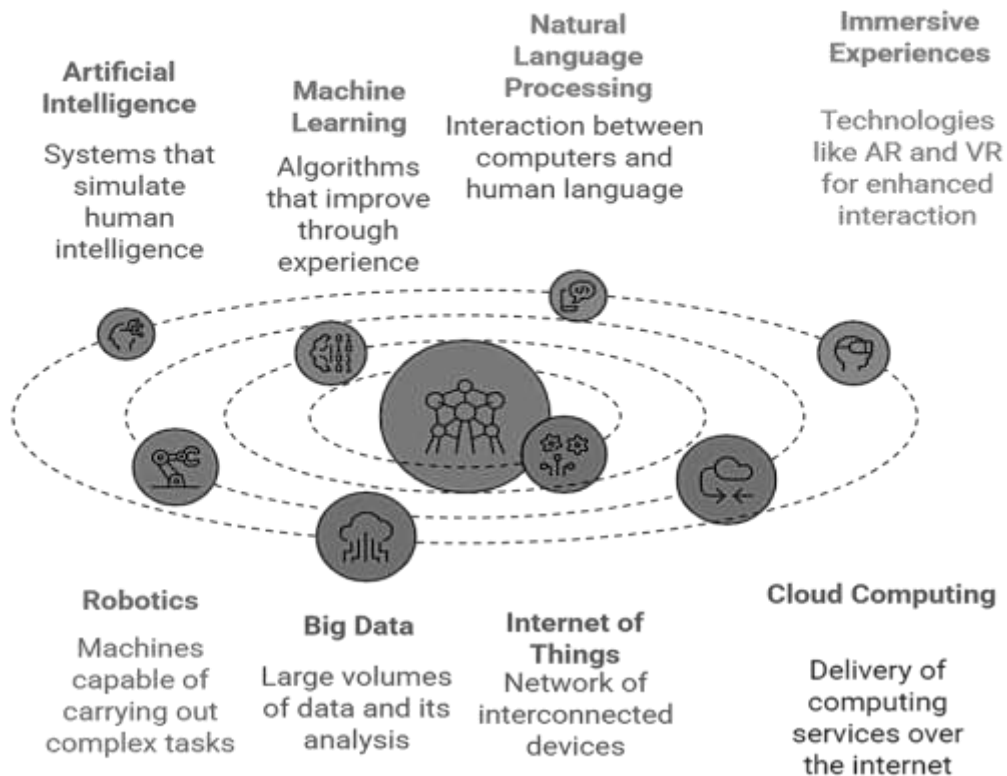 Artificial
Intelligence
Systems that
simulate
human
intelligence
Machine
Learning
Algorithms
that improve
through
experience
Natural
Language
Processing
Interaction between
computers and
human language
Immersive
Experiences
Technologies
like AR and VR
for enhanced
interaction
Robotics
Machines
capable of
carrying out
complex tasks
Big Data
Large volumes
of data and its
analysis
Internet of
Things
Network of
interconnected
devices
Cloud Computing
Delivery of
computing
services over
the internet